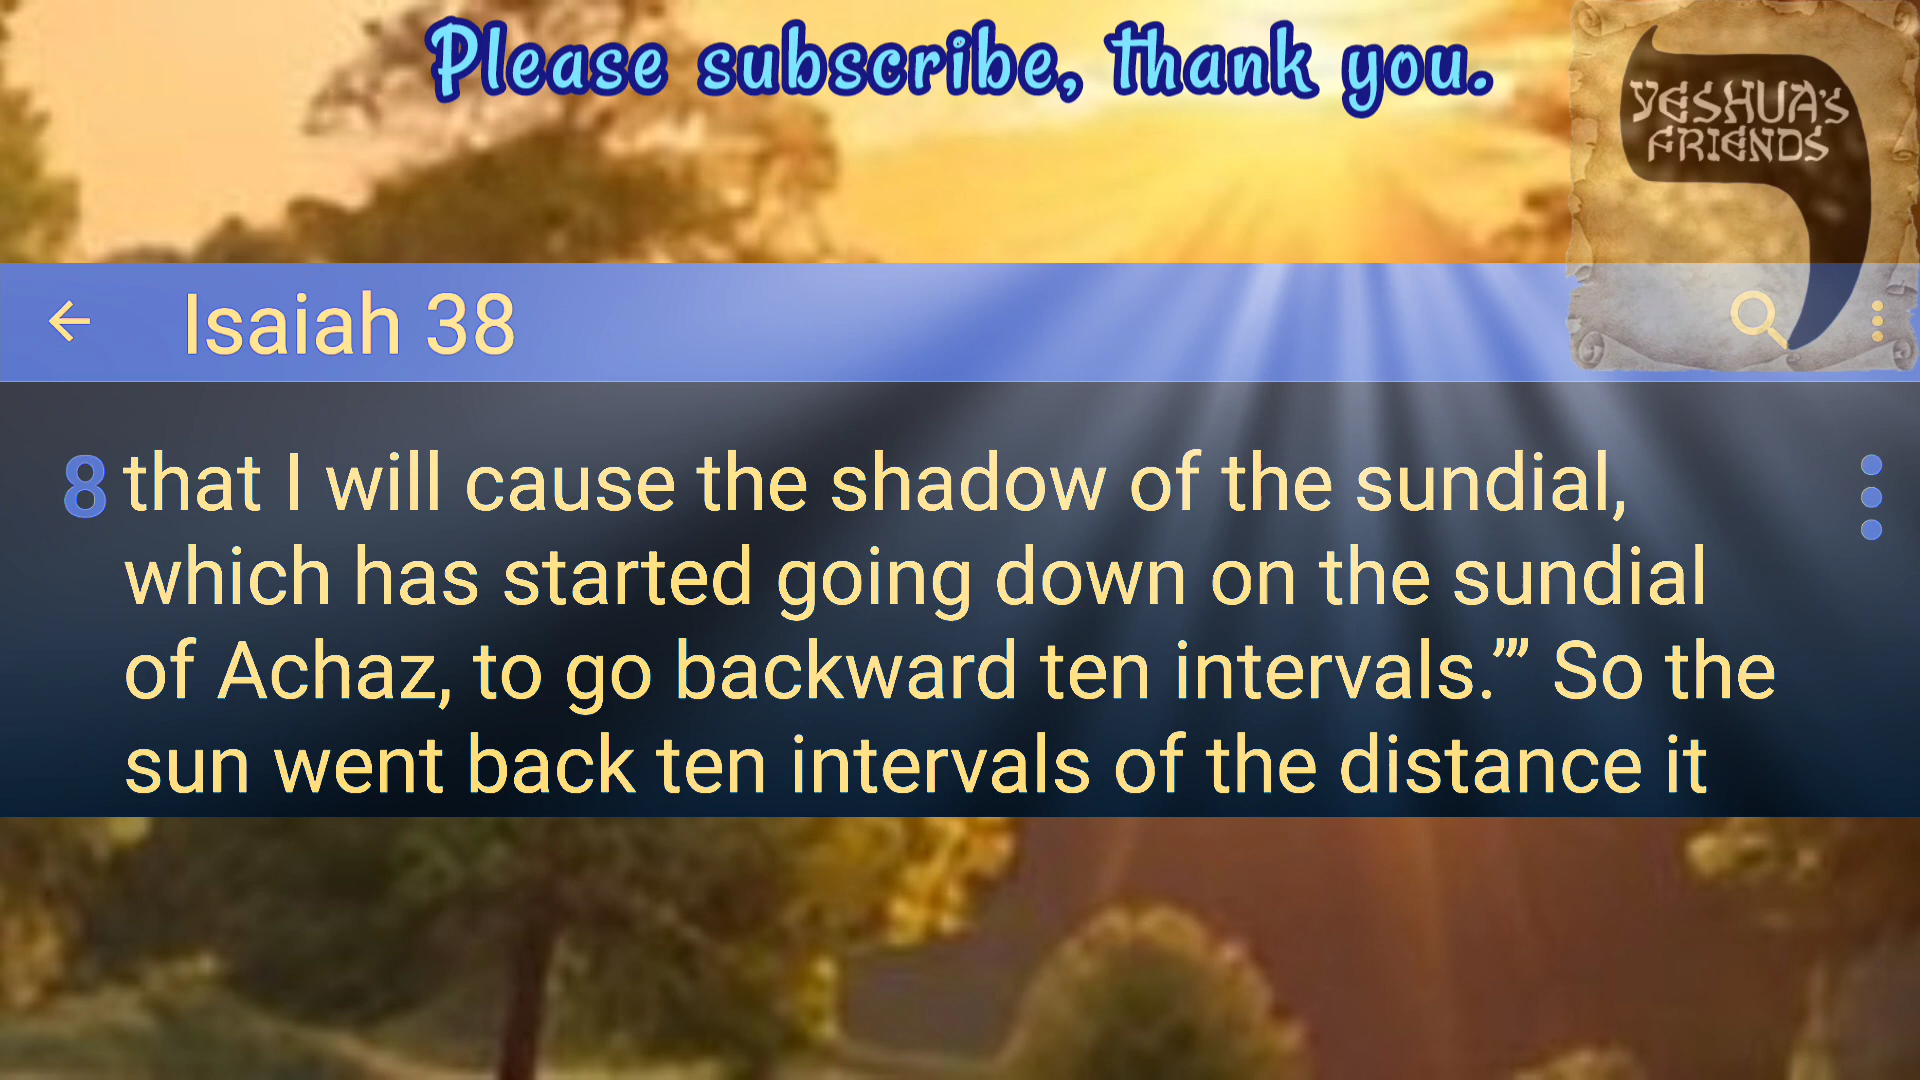 Please subscribe, thank you.
YESHUA's
FRIENDS
Isaiah 38
8 that I will cause the shadow of the sundial,
which has started going down on the sundial
of Achaz, to go backward ten intervals.’” So the
sun went back ten intervals of the distance it